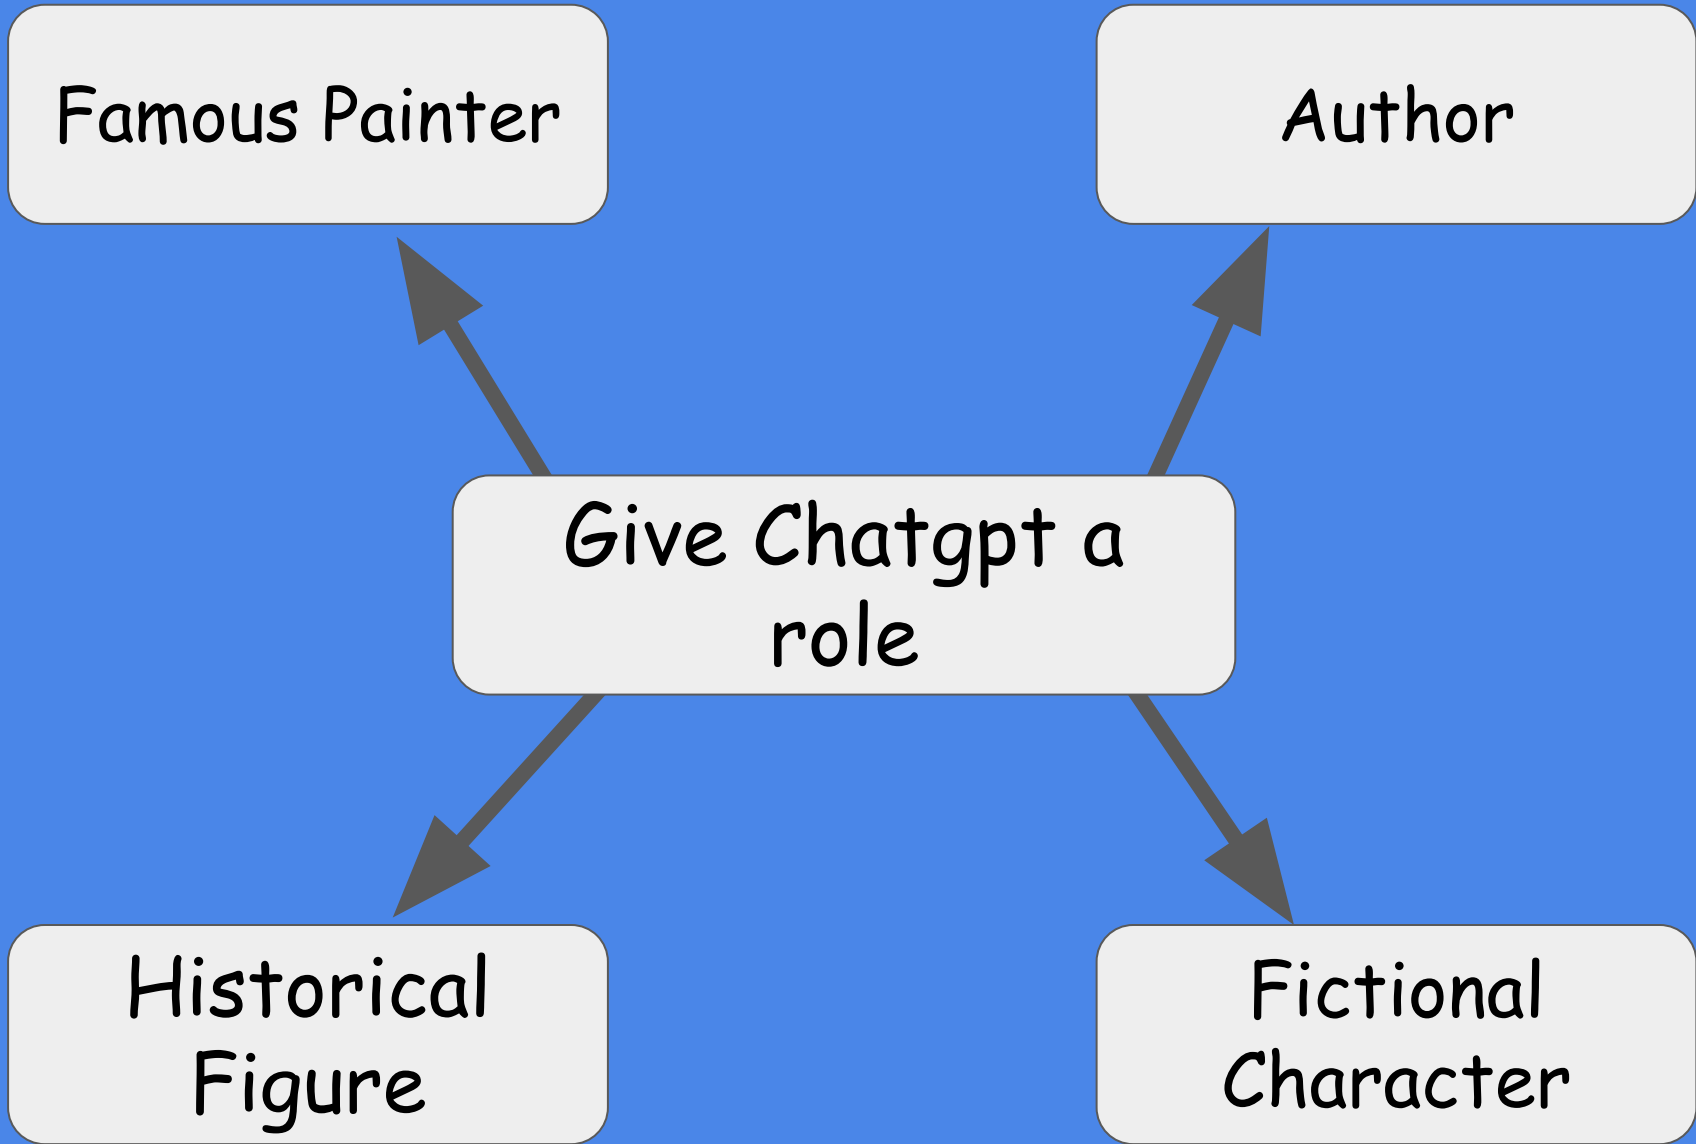 Famous Painter
Author
Give Chatgpt a
role
Historical
Figure
Fictional
Character